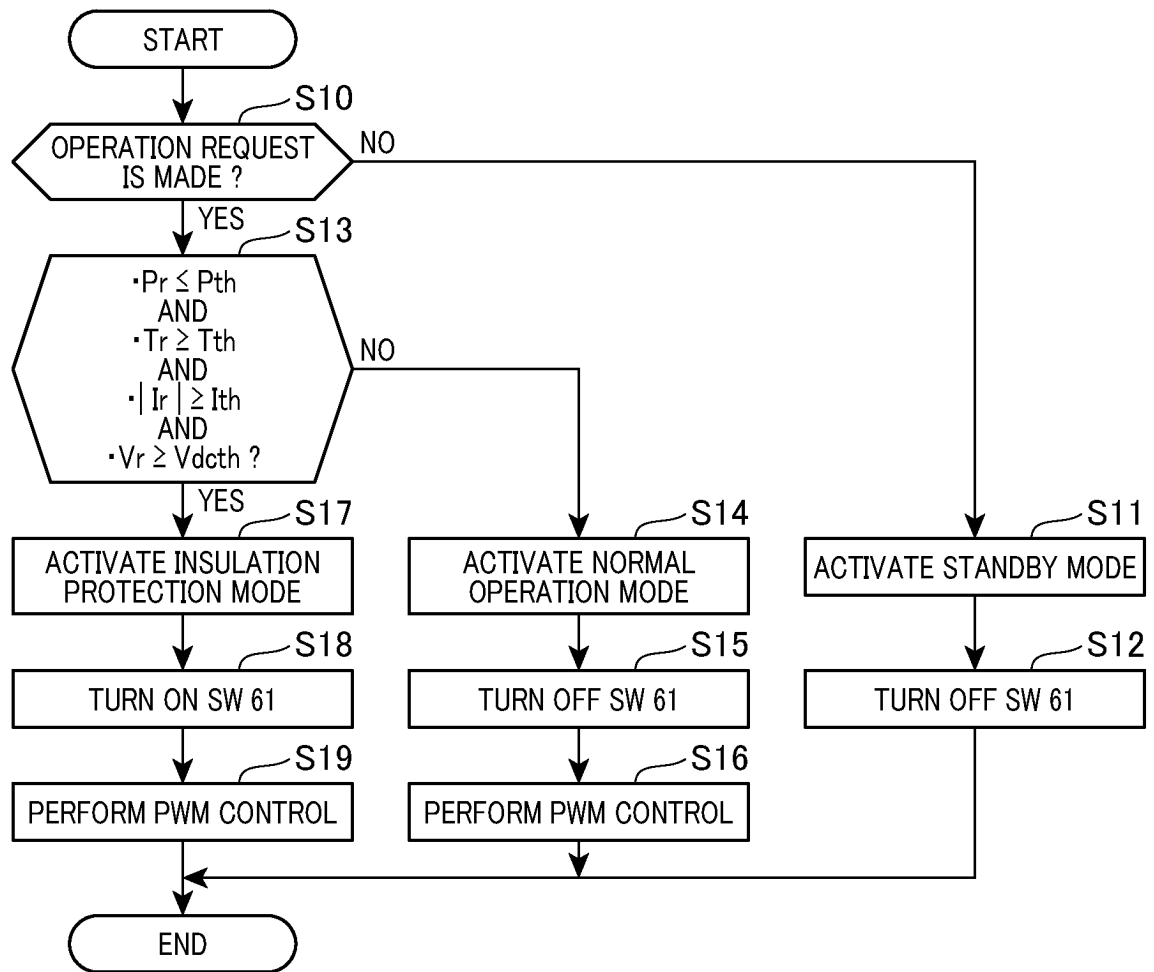 START
S10
OPERATION REQUEST
IS MADE ?
NO
YES
S13
・Pr ≤ Pth
AND
・Tr ≥ Tth
AND
・| Ir | ≥ Ith
AND
・Vr ≥ Vdcth ?
NO
YES
S17
ACTIVATE INSULATION
PROTECTION MODE
S14
ACTIVATE NORMAL
OPERATION MODE
S11
ACTIVATE STANDBY MODE
S18
TURN ON SW 61
S15
TURN OFF SW 61
S12
TURN OFF SW 61
S19
PERFORM PWM CONTROL
S16
PERFORM PWM CONTROL
END